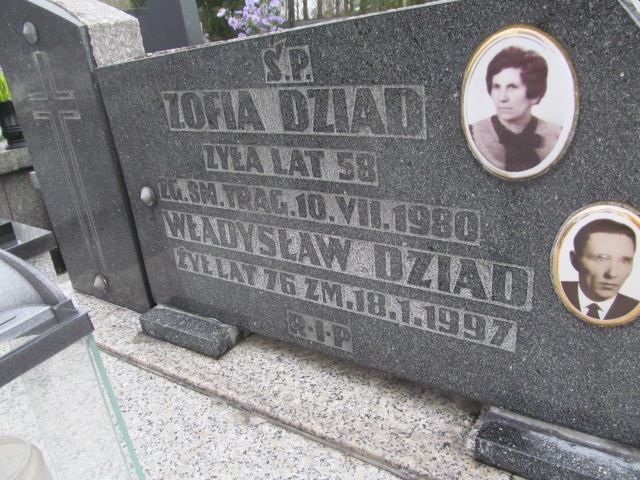 Ś.P.
ZOFIA DZIAD
ŻYŁA LAT 58
ZG. ŚM. TRAG. 10.VII.1980
WŁADYSŁAW DZIAD
ŻYŁ LAT 76 ZM. 18.1.1997
R·I·P